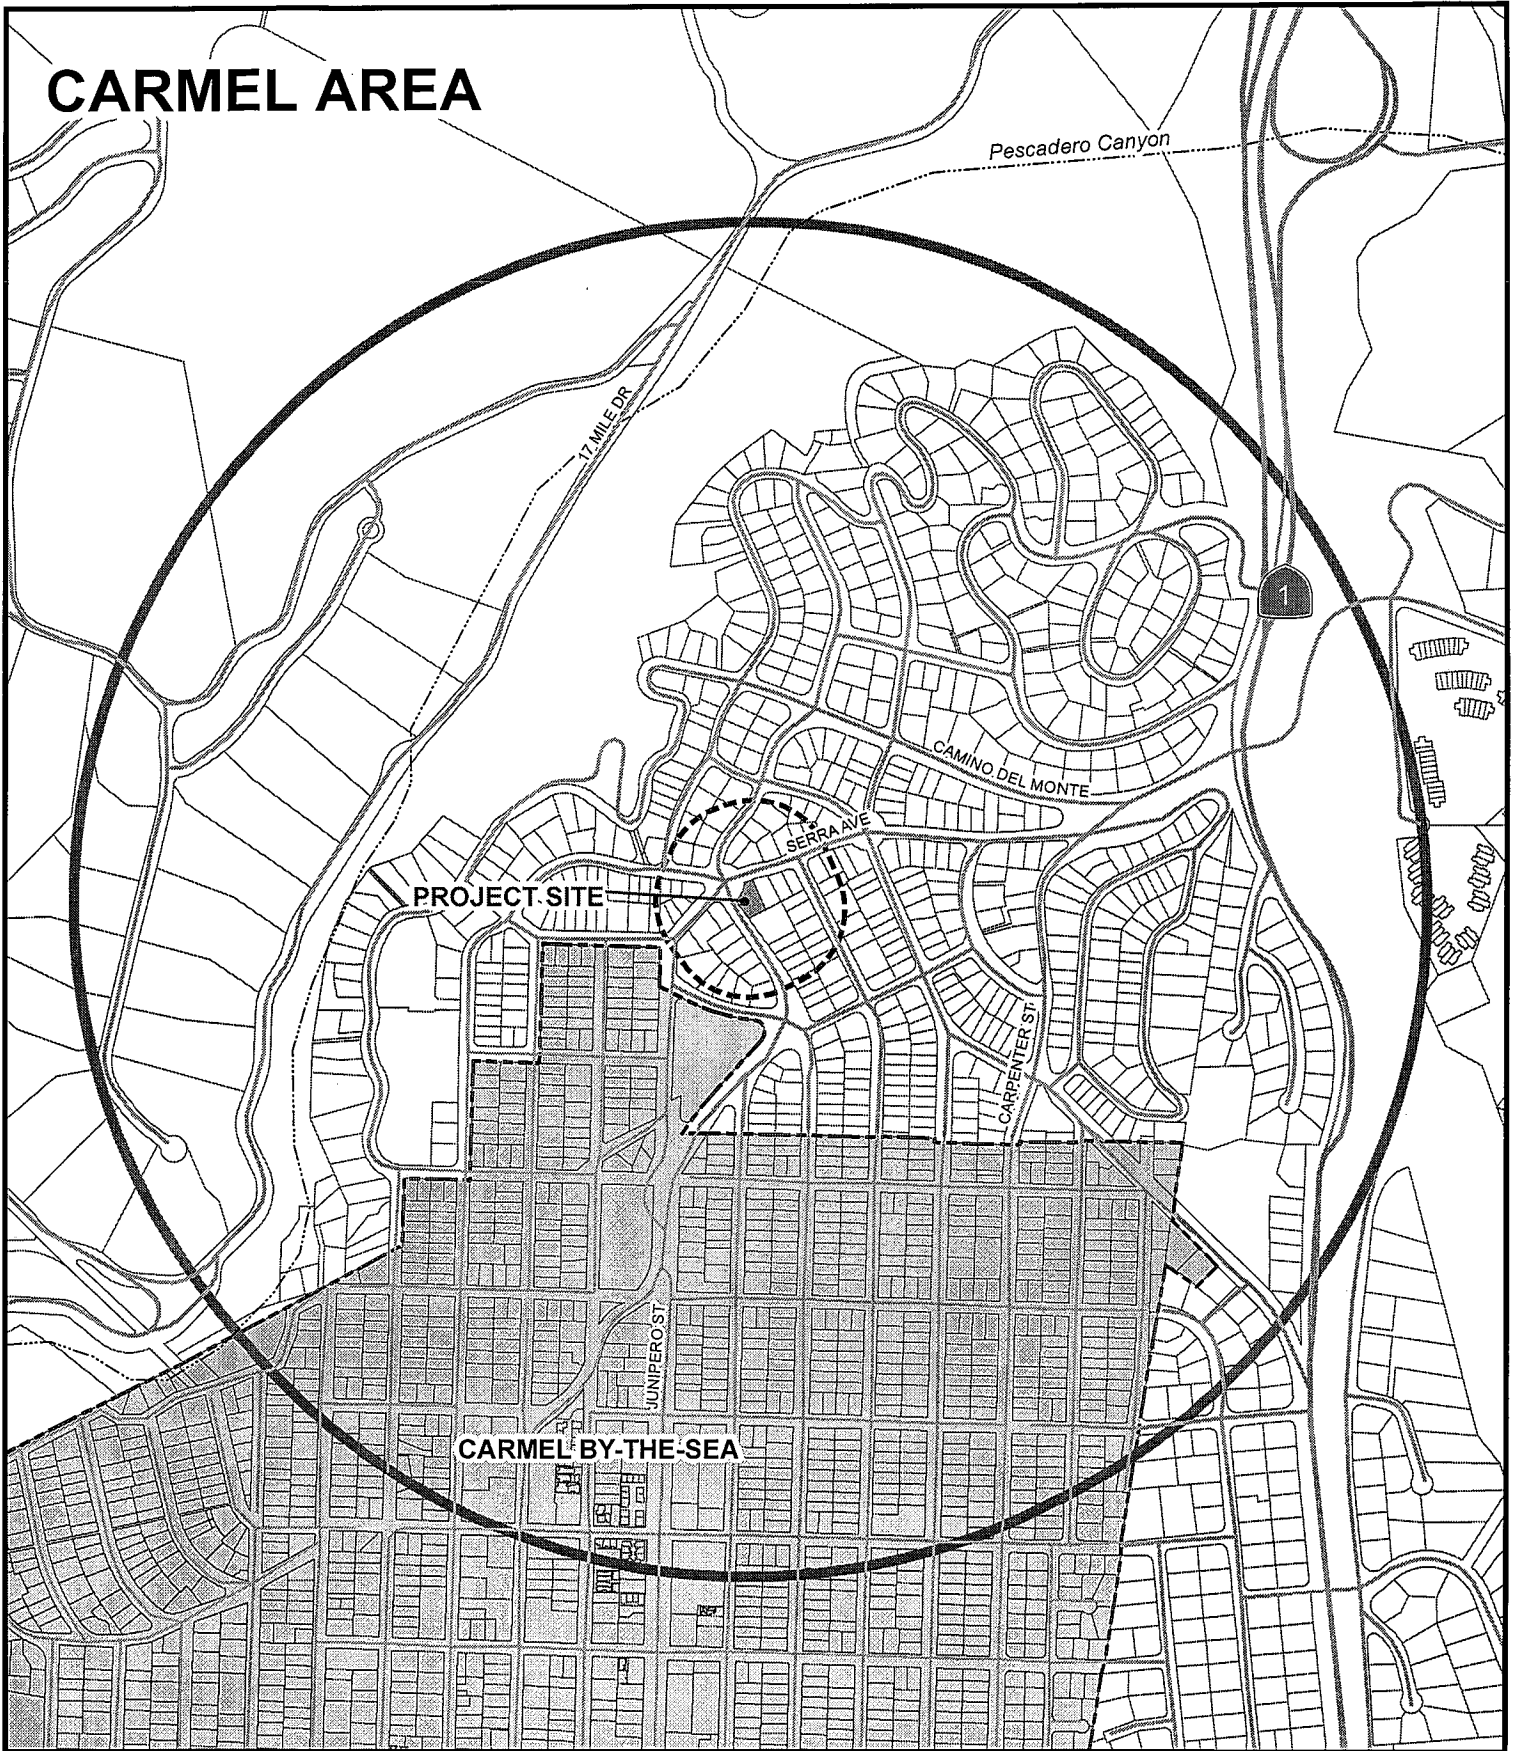 CARMEL AREA
Pescadero Canyon
17 MILE DR
1
CAMINO DEL MONTE
SERRA AVE
PROJECT SITE
CARPENTER ST
JUNIPERO ST
CARMEL BY-THE-SEA